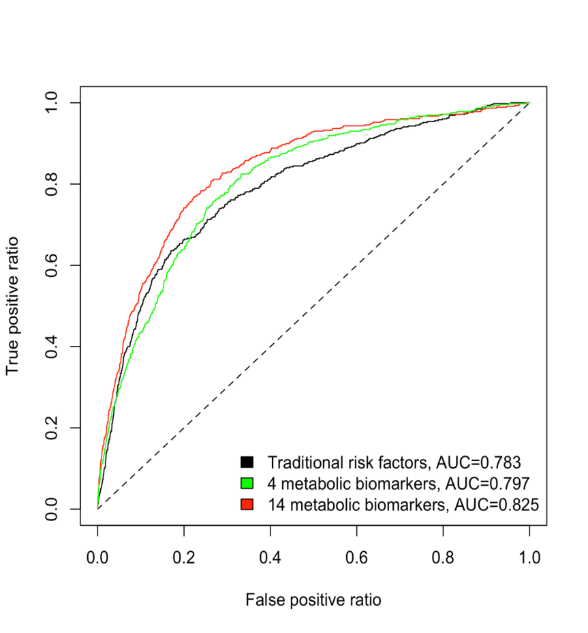 True positive ratio
1.0
0.8
0.6
0.4
0.2
0.0
Traditional risk factors, AUC=0.783
4 metabolic biomarkers, AUC=0.797
14 metabolic biomarkers, AUC=0.825
0.0 0.2 0.4 0.6 0.8 1.0
False positive ratio